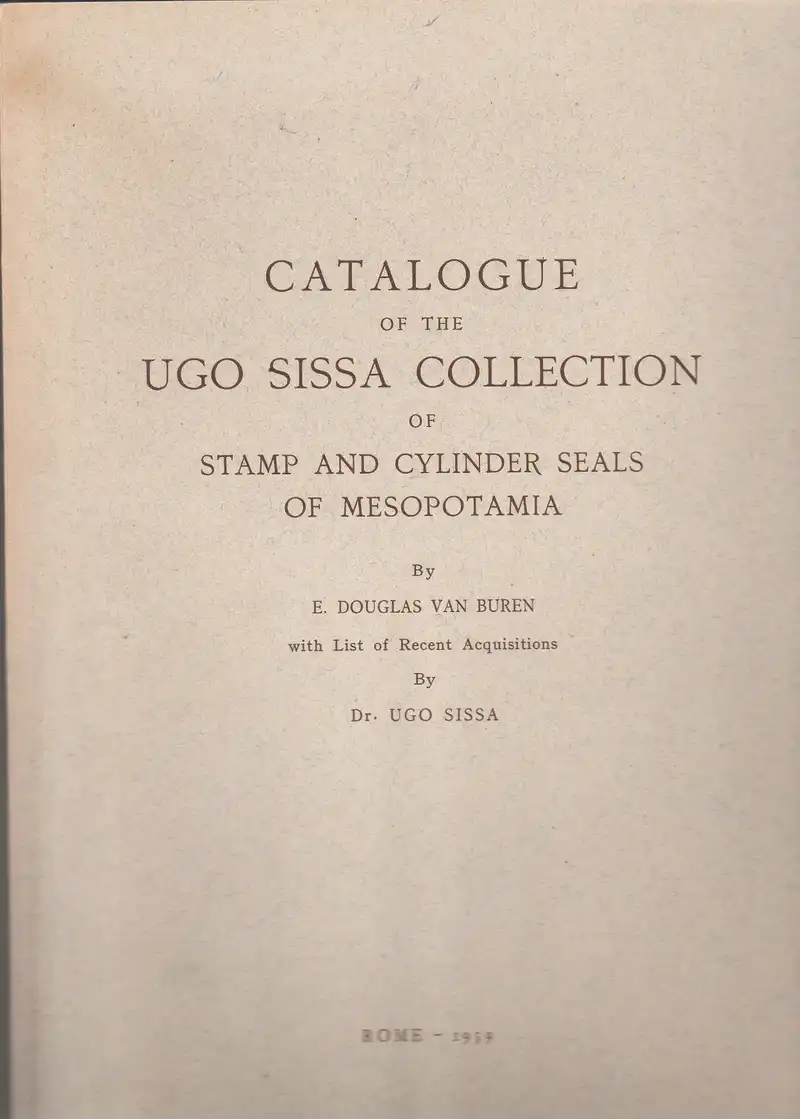 CATALOGUE
OF THE
UGO SISSA COLLECTION
OF
STAMP AND CYLINDER SEALS
OF MESOPOTAMIA
By
E. DOUGLAS VAN BUREN
with List of Recent Acquisitions
By
Dr. UGO SISSA
ROME - 1959